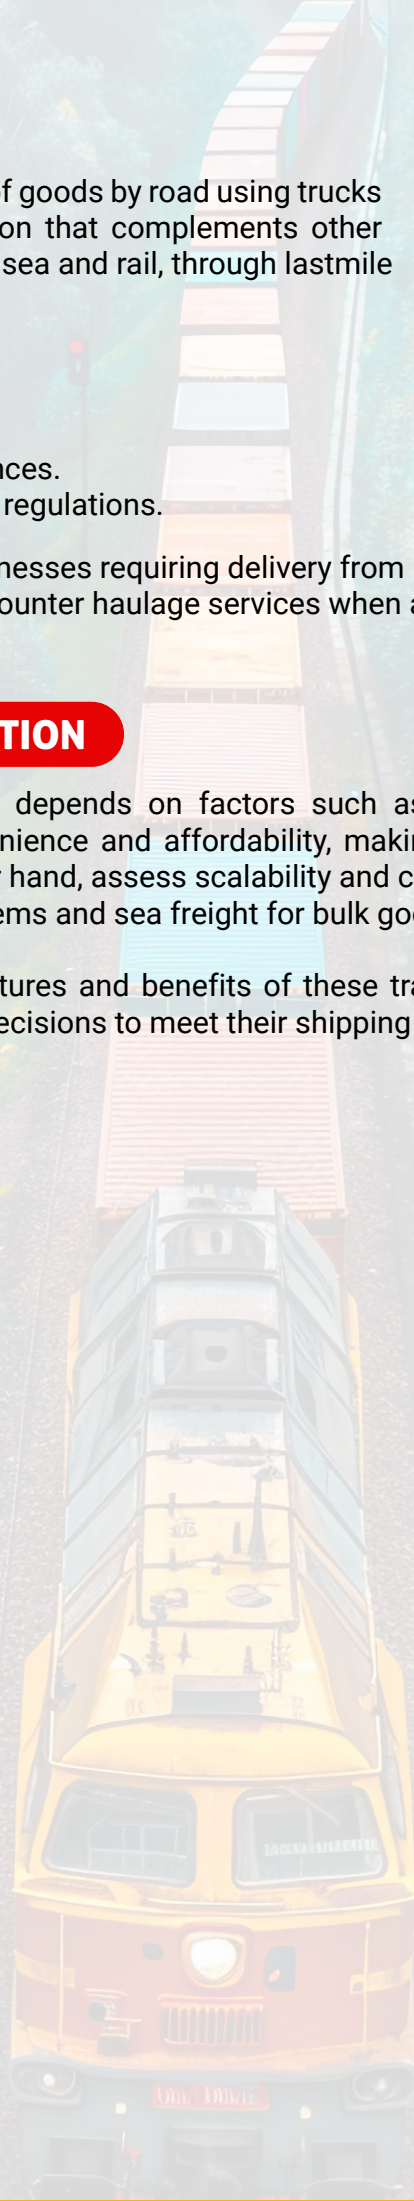 of goods by road using trucks
on that complements other
sea and rail, through lastmile
nces.
regulations.
nesses requiring delivery from
ounter haulage services when a
TION
depends on factors such as
nience and affordability, makin
r hand, assess scalability and c
ems and sea freight for bulk goo
tures and benefits of these tra
ecisions to meet their shipping